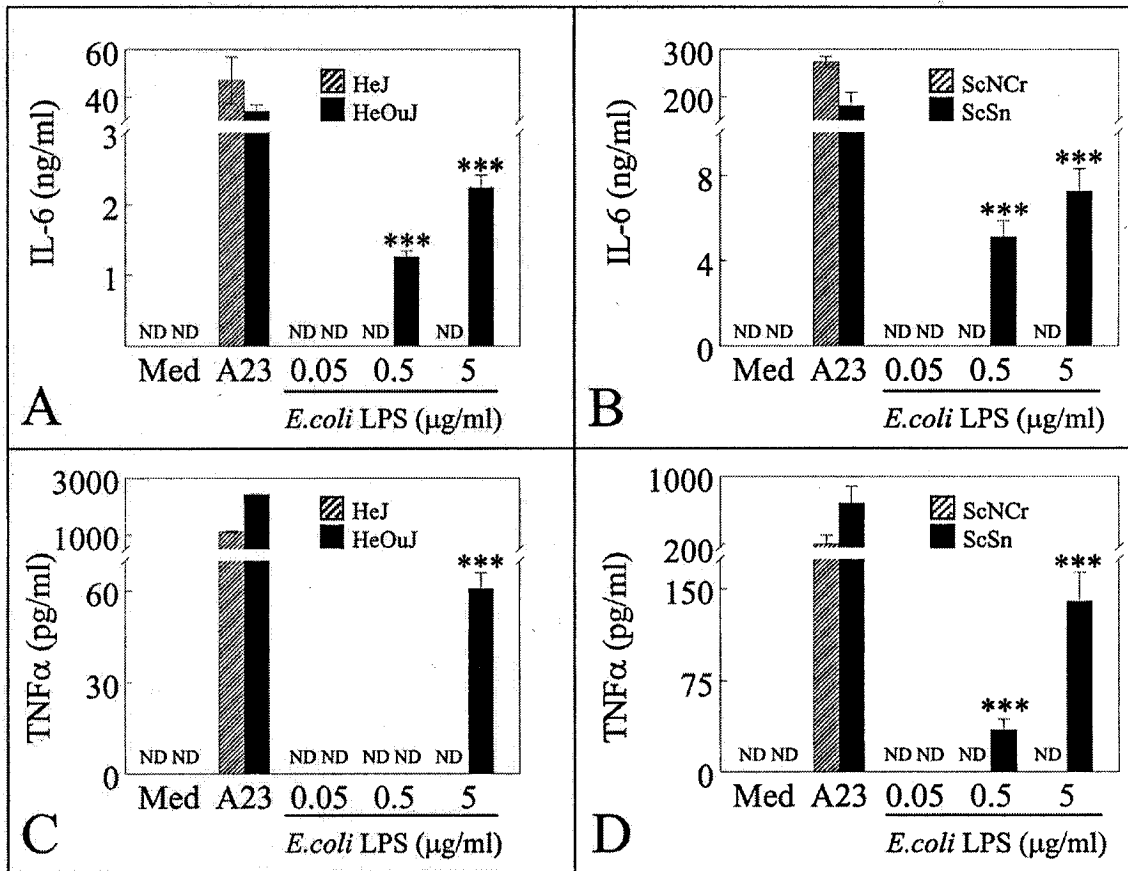 60
40
3
2
1
IL-6 (ng/ml)
HeJ
HeOuJ
***
***
ND ND
ND ND
ND
ND
Med A23 0.05 0.5 5
E.coli LPS (μg/ml)
A
300
200
8
4
0
IL-6 (ng/ml)
ScNCr
ScSn
***
***
ND ND
ND ND
ND
ND
Med A23 0.05 0.5 5
E.coli LPS (μg/ml)
B
3000
1000
60
30
0
TNFα (pg/ml)
HeJ
HeOuJ
***
ND ND
ND ND
ND ND
ND
Med A23 0.05 0.5 5
E.coli LPS (μg/ml)
C
1000
200
150
75
0
TNFα (pg/ml)
ScNCr
ScSn
***
***
ND ND
ND ND
ND
ND
Med A23 0.05 0.5 5
E.coli LPS (μg/ml)
D